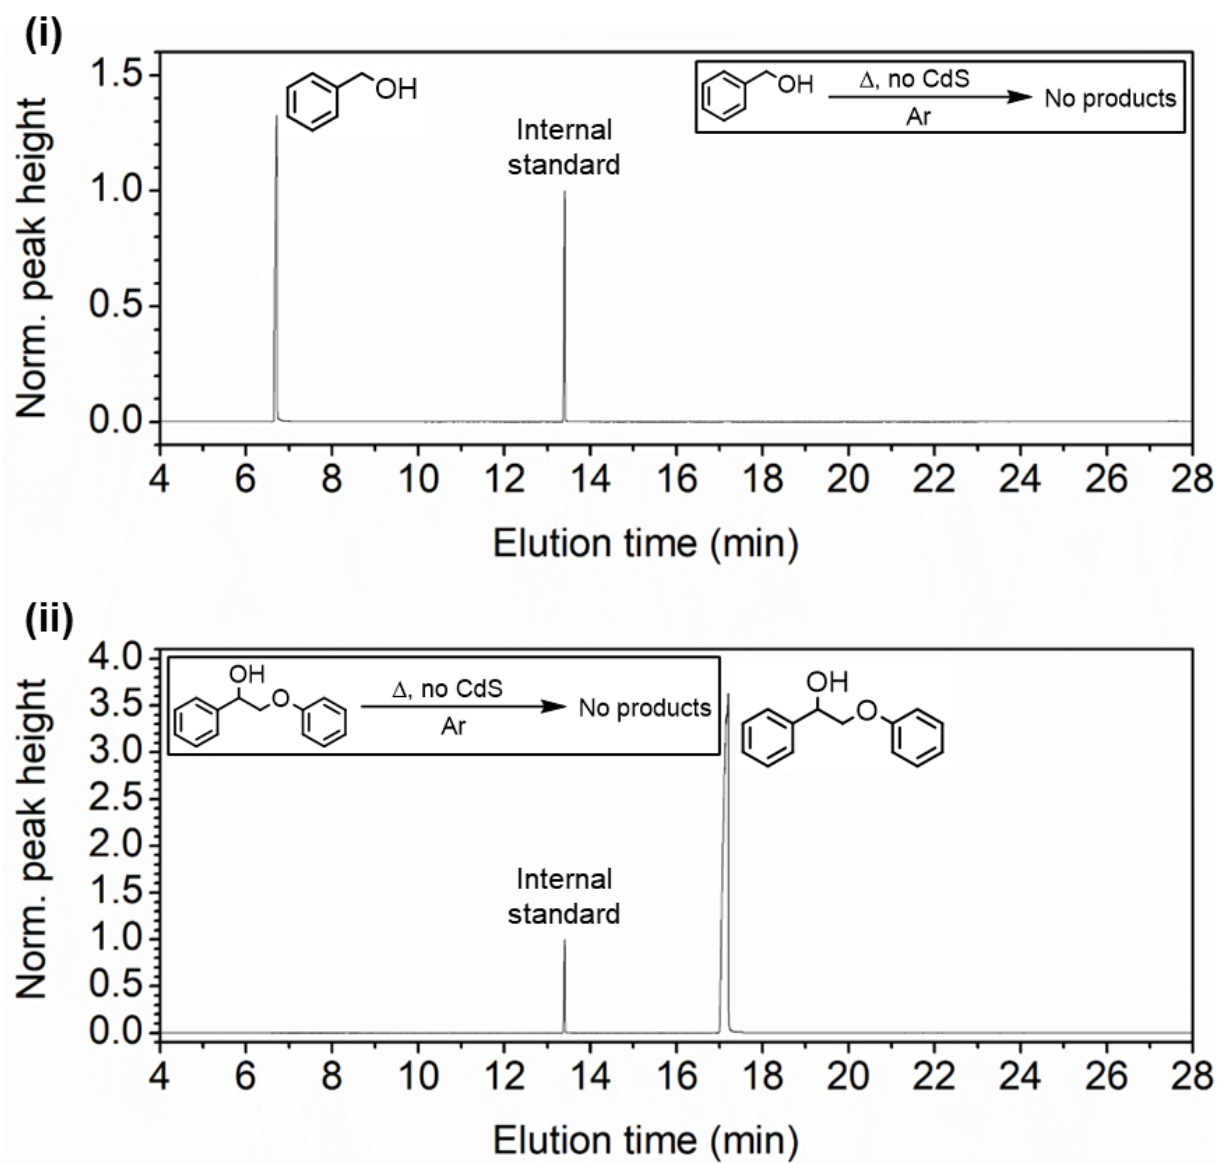 (i)
Norm. peak height
1.5
1.0
0.5
0.0
OH
Internal
standard
OH
Δ, no CdS
Ar
No products
4 6 8 10 12 14 16 18 20 22 24 26 28
Elution time (min)
(ii)
Norm. peak height
4.0
3.5
3.0
2.5
2.0
1.5
1.0
0.5
0.0
OH
O
Δ, no CdS
Ar
No products
OH
O
Internal
standard
4 6 8 10 12 14 16 18 20 22 24 26 28
Elution time (min)